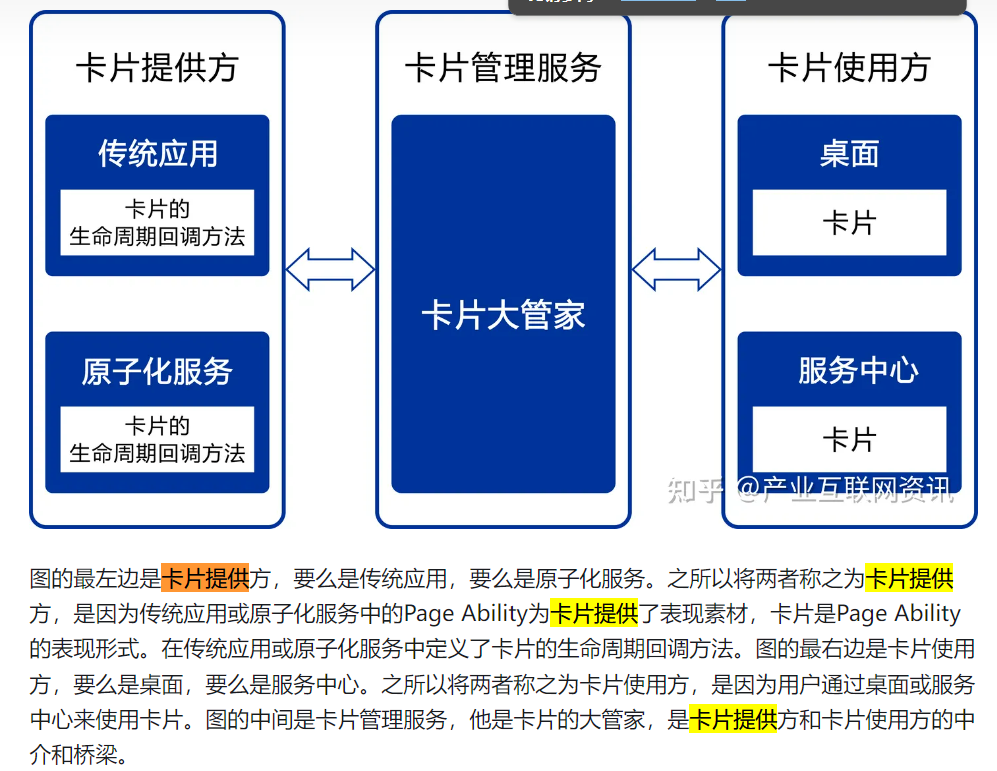 卡片提供方
卡片管理服务
卡片使用方
传统应用
卡片的
生命周期回调方法
原子化服务
卡片的
生命周期回调方法
卡片大管家
桌面
卡片
服务中心
卡片
知乎 @产业互联网资讯
图的最左边是卡片提供方，要么是传统应用，要么是原子化服务。之所以将两者称之为卡片提供
方，是因为传统应用或原子化服务中的Page Ability为卡片提供了表现素材，卡片是Page Ability
的表现形式。在传统应用或原子化服务中定义了卡片的生命周期回调方法。图的最右边是卡片使用
方，要么是桌面，要么是服务中心。之所以将两者称之为卡片使用方，是因为用户通过桌面或服务
中心来使用卡片。图的中间是卡片管理服务，他是卡片的大管家，是卡片提供方和卡片使用方的中
介和桥梁。